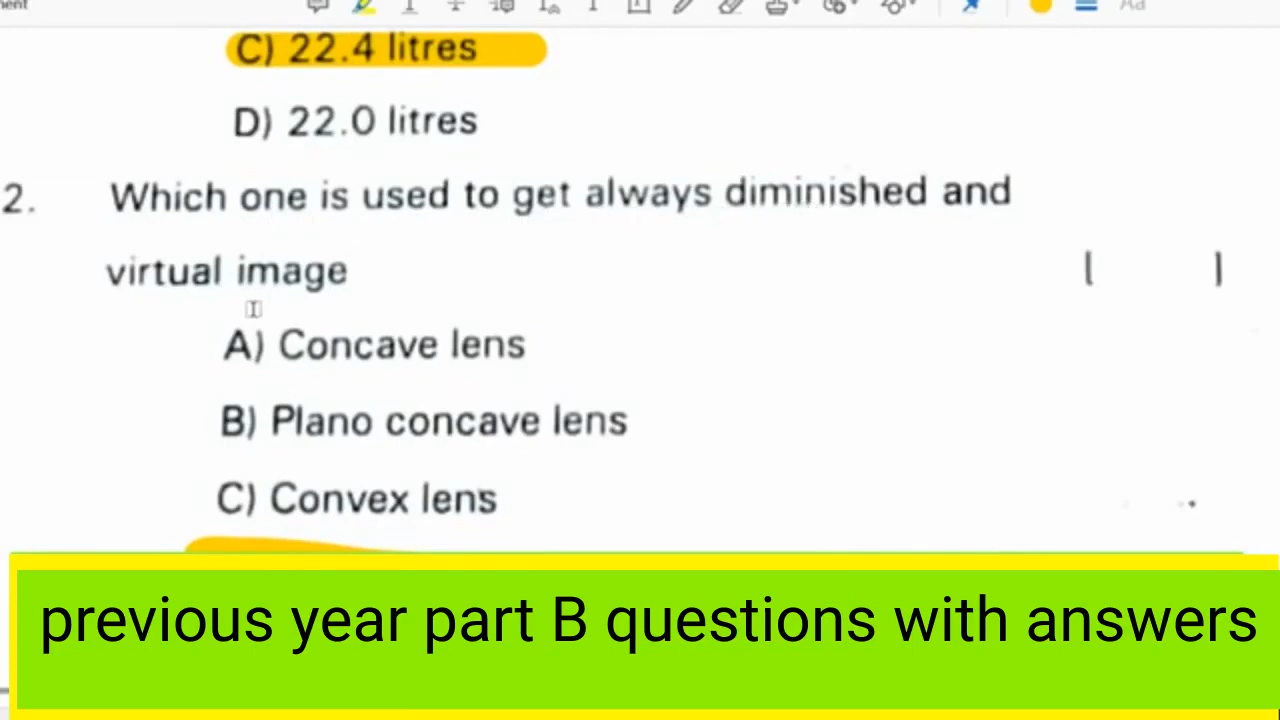 ment
C) 22.4 litres
D) 22.0 litres
2. Which one is used to get always diminished and
virtual image [ ]
A) Concave lens
B) Plano concave lens
C) Convex lens
previous year part B questions with answers